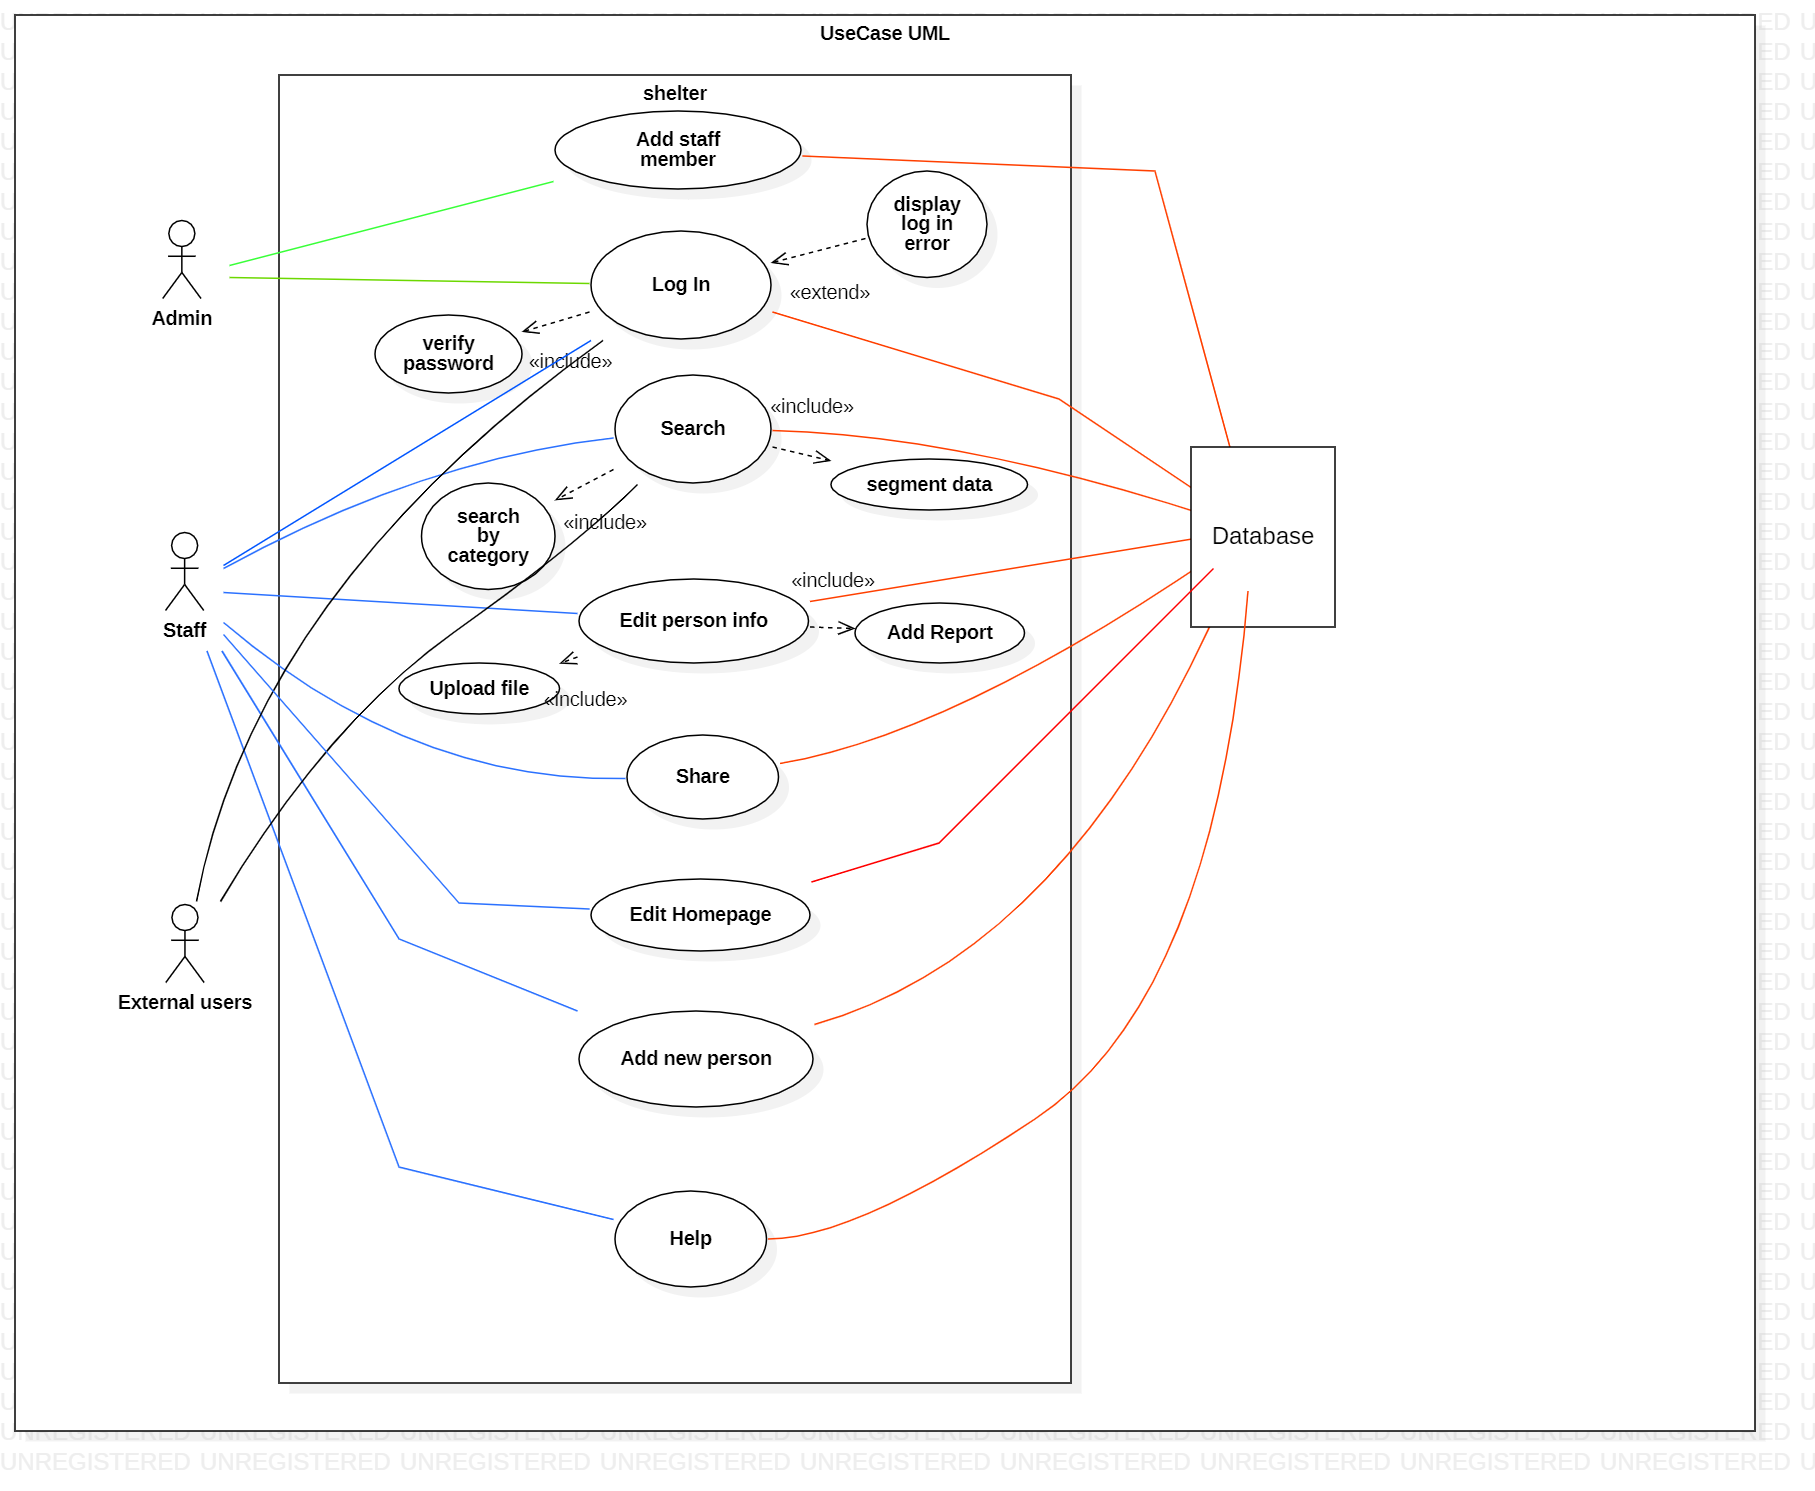 UseCase UML
shelter
Add staff
member
display
log in
error
Log In
«extend»
Admin
verify
password
«include»
«include»
Search
segment data
search
by
category
«include»
Database
«include»
Edit person info
Add Report
Staff
Upload file
«include»
Share
Edit Homepage
External users
Add new person
Help
UNREGISTERED UNREGISTERED UNREGISTERED UNREGISTERED UNREGISTERED UNREGISTERED UNREGISTERED UNREGISTERED UNREGISTERED U